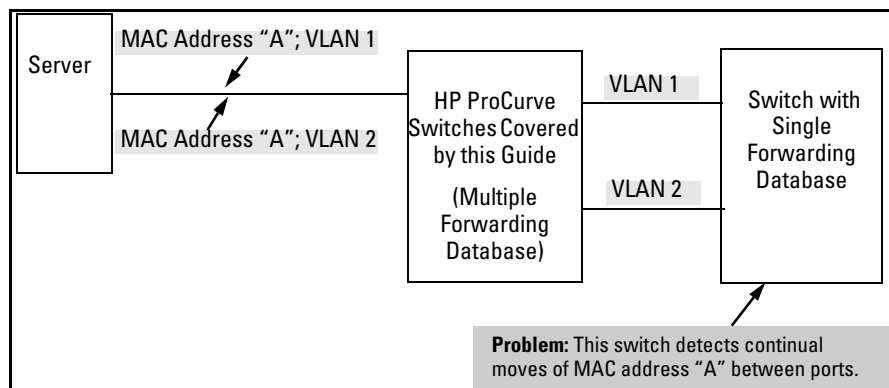 MAC Address “A”; VLAN 1
Server
MAC Address “A”; VLAN 2
HP ProCurve
Switches Covered
by this Guide
(Multiple
Forwarding
Database)
VLAN 1
VLAN 2
Switch with
Single
Forwarding
Database
Problem: This switch detects continual
moves of MAC address “A” between ports.